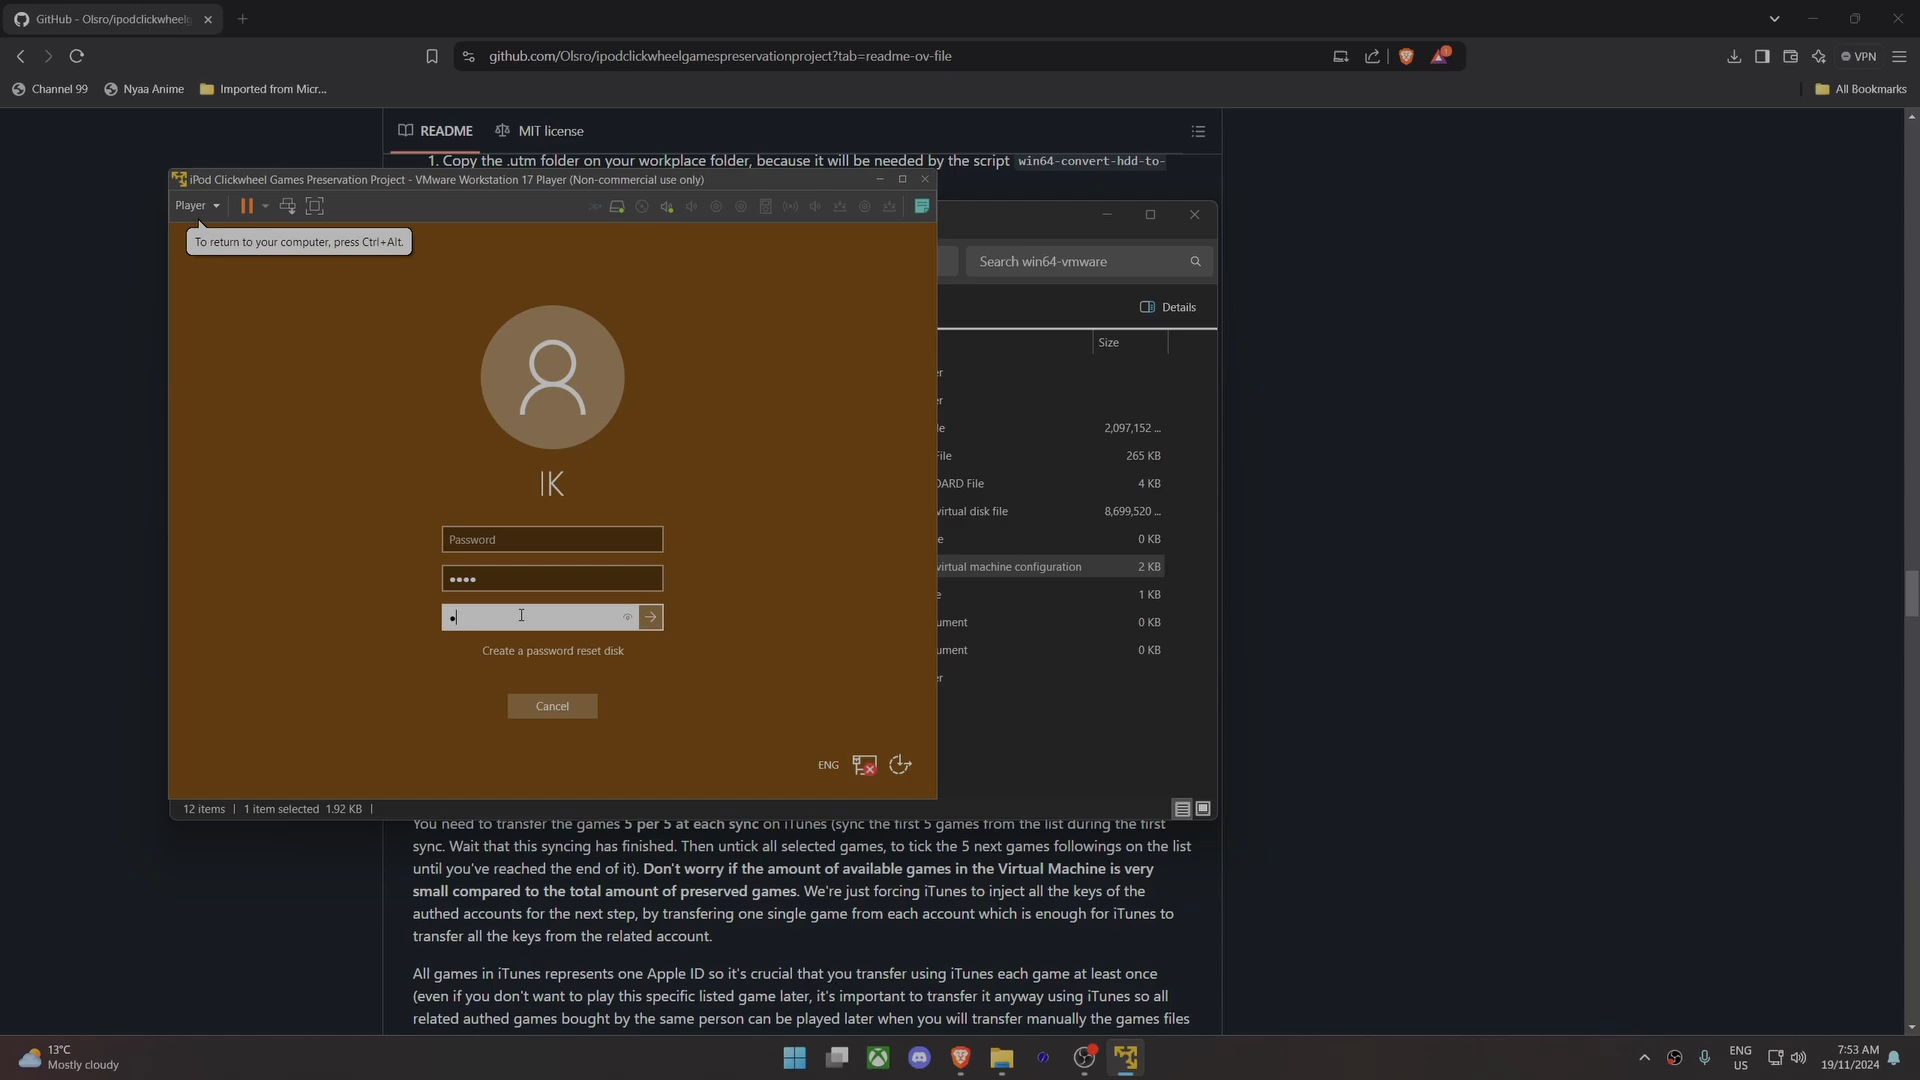 GitHub - Olsro/ipodclickwheelg
github.com/Olsro/ipodclickwheelgamespreservationproject?tab=readme-ov-file
1
VPN
Channel 99
Nyaa Anime
Imported from Micr...
All Bookmarks
README
MIT license
1. Copy the .utm folder on your workplace folder, because it will be needed by the script win64-convert-hdd-to-
iPod Clickwheel Games Preservation Project - VMware Workstation 17 Player (Non-commercial use only)
Player
To return to your computer, press Ctrl+Alt.
Search win64-vmware
Details
Size
er
er
le 2,097,152 ...
File 265 KB
OARD File 4 KB
virtual disk file 8,699,520 ...
e 0 KB
virtual machine configuration 2 KB
e 1 KB
ument 0 KB
ument 0 KB
er
IK
Password
Create a password reset disk
Cancel
ENG
12 items
1 item selected 1.92 KB
You need to transfer the games 5 per 5 at each sync on iTunes (sync the first 5 games from the list during the first
sync. Wait that this syncing has finished. Then untick all selected games, to tick the 5 next games followings on the list
until you've reached the end of it). Don't worry if the amount of available games in the Virtual Machine is very
small compared to the total amount of preserved games. We're just forcing iTunes to inject all the keys of the
authed accounts for the next step, by transfering one single game from each account which is enough for iTunes to
transfer all the keys from the related account.
All games in iTunes represents one Apple ID so it's crucial that you transfer using iTunes each game at least once
(even if you don't want to play this specific listed game later, it's important to transfer it anyway using iTunes so all
related authed games bought by the same person can be played later when you will transfer manually the games files
13°C
Mostly cloudy
ENG
US
7:53 AM
19/11/2024